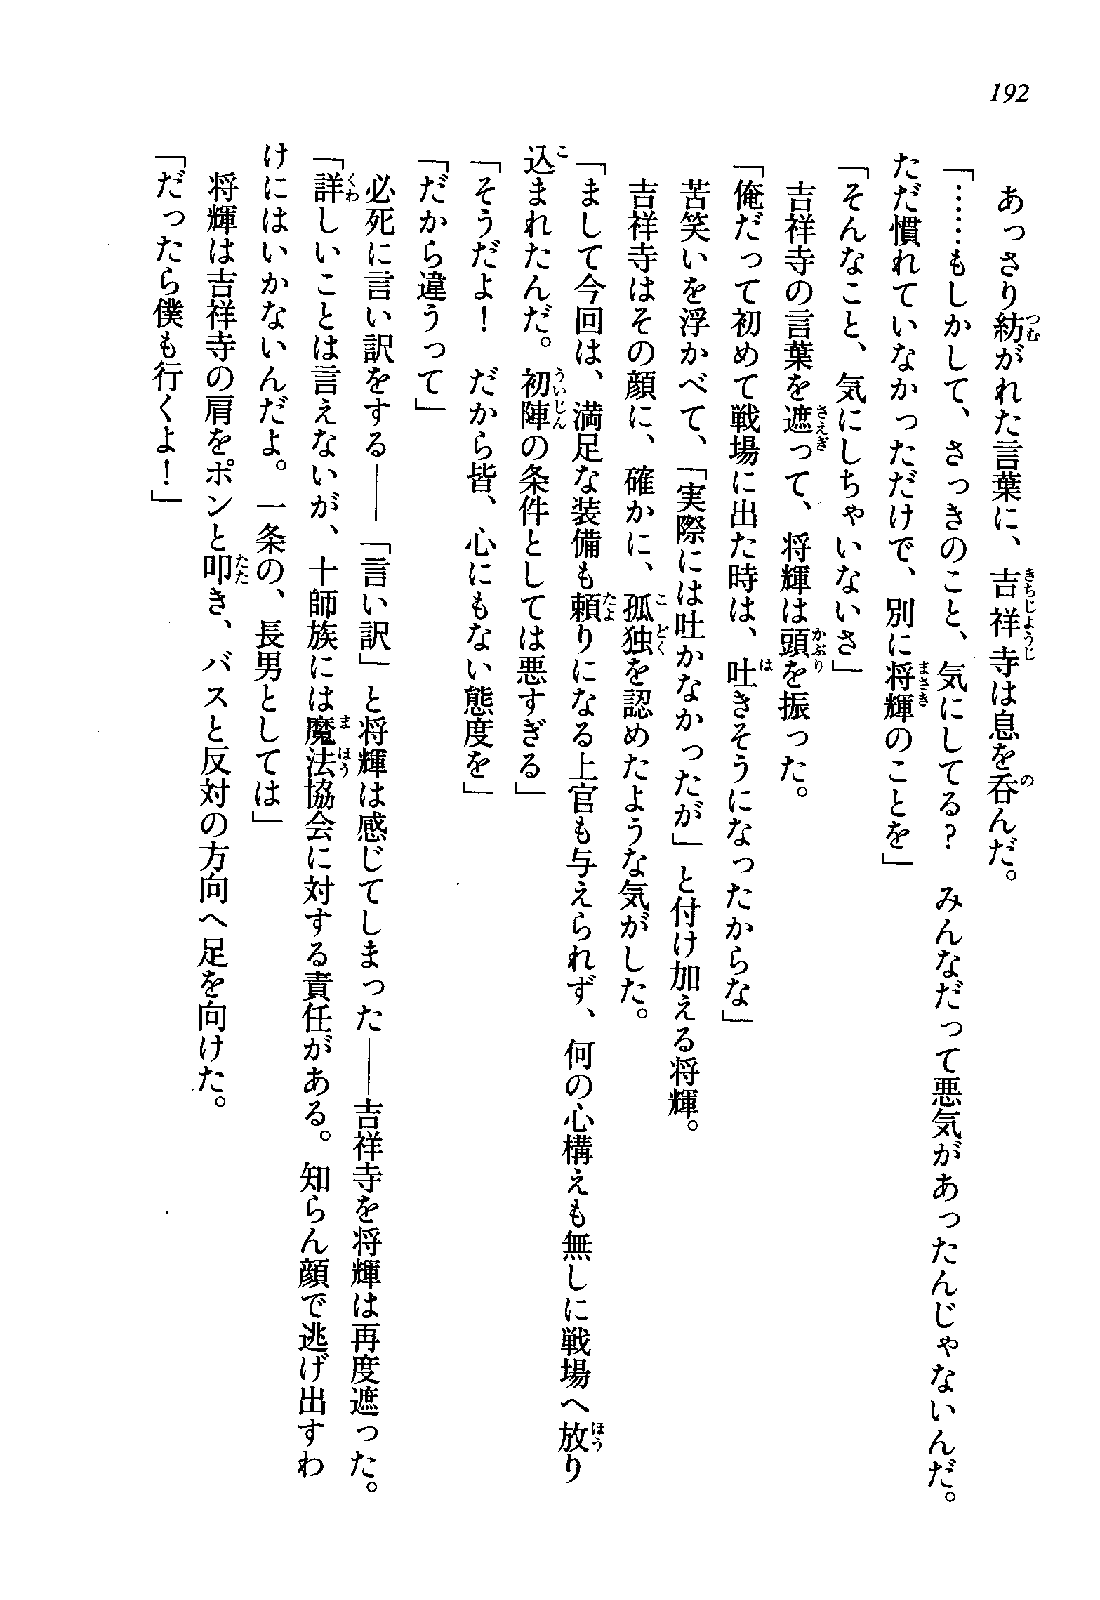 192
あっさり紡がれた言葉に、吉祥寺は息を呑んだ。
「……もしかして、さっきのこと、気にしてる？　みんなだって悪気があったんじゃないんだ。
ただ慣れていなかっただけで、別に将輝のことを」
「そんなこと、気にしちゃいないさ」
吉祥寺の言葉を遮って、将輝は頭を振った。
「俺だって初めて戦場に出た時は、吐きそうになったからな」
苦笑いを浮かべて、「実際には吐かなかったが」と付け加える将輝。
吉祥寺はその顔に、確かに、孤独を認めたような気がした。
「まして今回は、満足な装備も頼りになる上官も与えられず、何の心構えも無しに戦場へ放り
込まれたんだ。初陣の条件としては悪すぎる」
「そうだよ！　だから皆、心にもない態度を」
「だから違うって」
必死に言い訳をする――「言い訳」と将輝は感じてしまった――吉祥寺を将輝は再度遮った。
「詳しいことは言えないが、十師族には魔法協会に対する責任がある。知らん顔で逃げ出すわ
けにはいかないんだよ。一条の、長男としては」
将輝は吉祥寺の肩をポンと叩き、バスと反対の方向へ足を向けた。
「だったら僕も行くよ！」